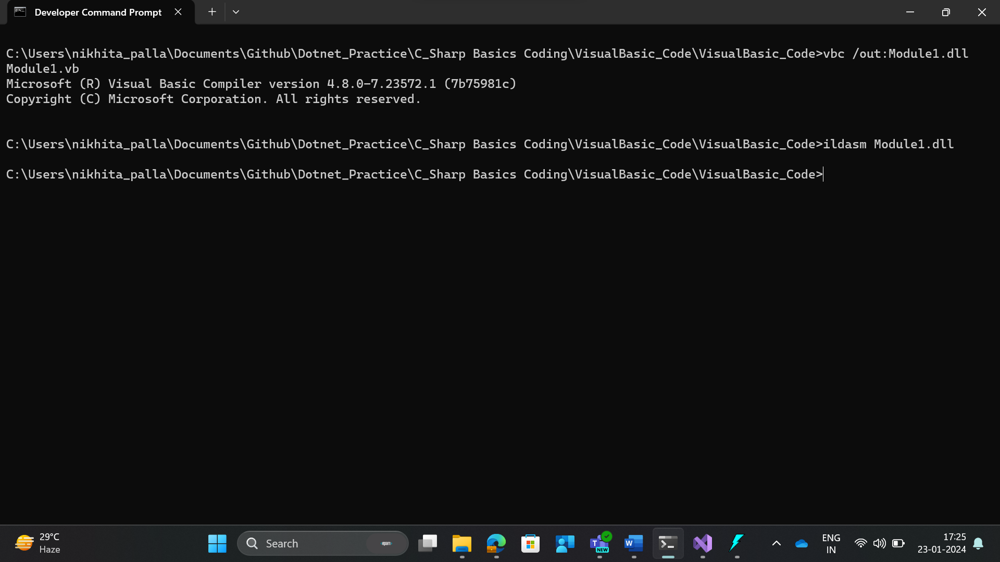 Developer Command Prompt
C:\Users\nikhita_palla\Documents\Github\Dotnet_Practice\C_Sharp Basics Coding\VisualBasic_Code\VisualBasic_Code>vbc /out:Module1.dll
Module1.vb
Microsoft (R) Visual Basic Compiler version 4.8.0-7.23572.1 (7b75981c)
Copyright (C) Microsoft Corporation. All rights reserved.
C:\Users\nikhita_palla\Documents\Github\Dotnet_Practice\C_Sharp Basics Coding\VisualBasic_Code\VisualBasic_Code>ildasm Module1.dll
C:\Users\nikhita_palla\Documents\Github\Dotnet_Practice\C_Sharp Basics Coding\VisualBasic_Code\VisualBasic_Code>
29°C
Haze
Search
epam
T
NEW
W
ENG
IN
17:25
23-01-2024